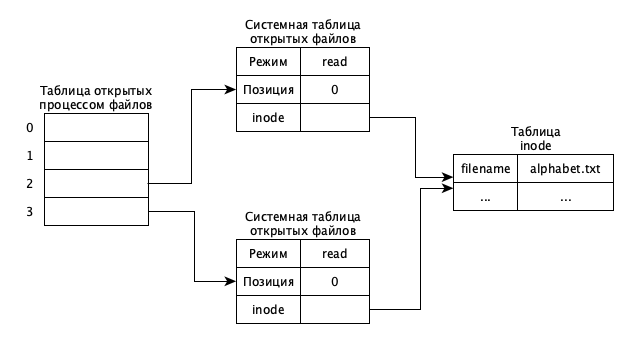 Системная таблица
открытых файлов
Режим read
Позиция 0
inode
Таблица открытых
процессом файлов
0
1
2
3
Таблица
inode
filename alphabet.txt
... ...
Системная таблица
открытых файлов
Режим read
Позиция 0
inode